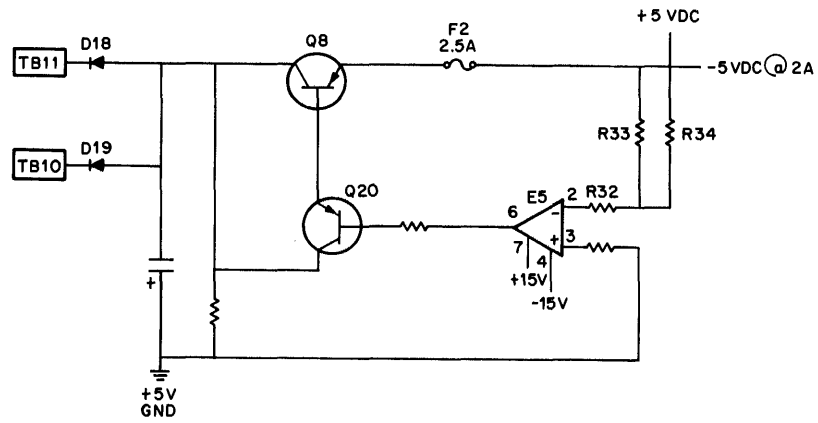 +5 VDC
D18
Q8
F2
2.5A
TB11
-5VDC @ 2A
R33
R34
D19
TB10
Q20
E5
R32
6
2
-
+
3
7
4
+15V
-15V
+
+5V
GND